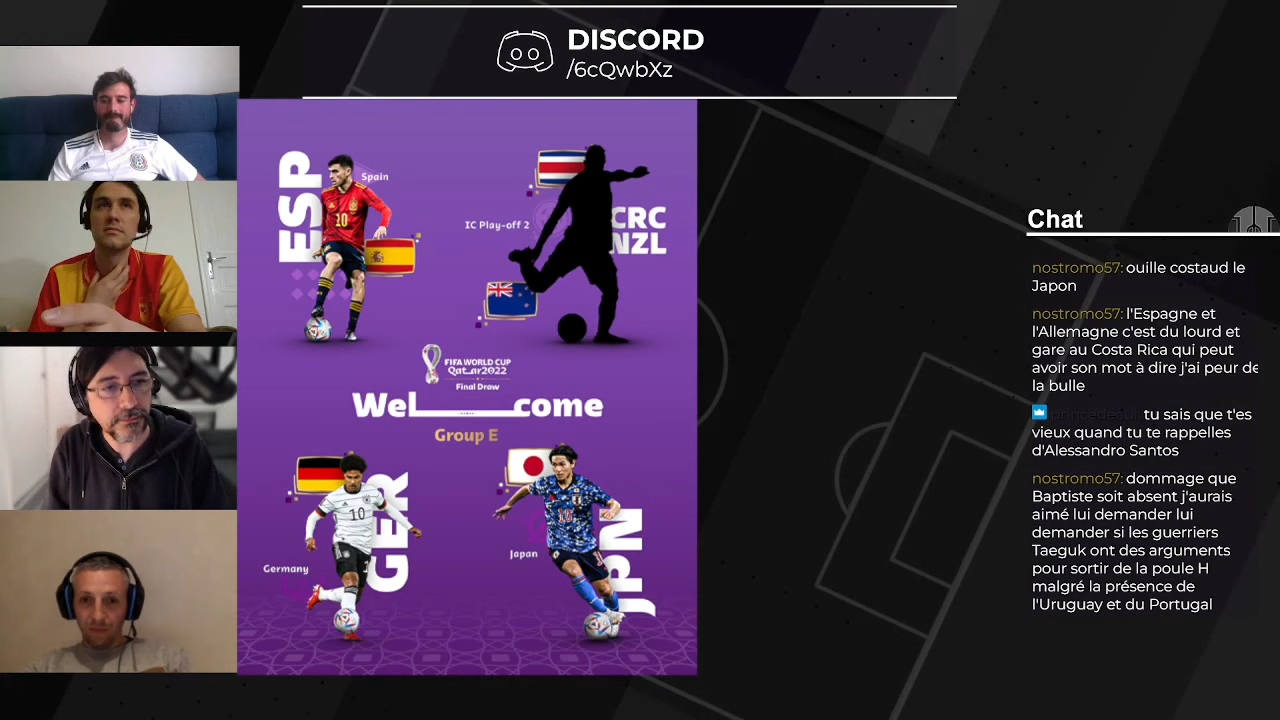 DISCORD
/6cQwbXz
ESP
Spain
10
IC Play-off 2
CRC
NZL
FIFA WORLD CUP
Qatar2022
Final Draw
Welcome
Group E
GER
10
Germany
JPN
10
Japan
Chat
nostromo57: ouille costaud le
Japon
nostromo57: l'Espagne et
l'Allemagne c'est du lourd et
gare au Costa Rica qui peut
avoir son mot à dire j'ai peur de
la bulle
tu sais que t'es
vieux quand tu te rappelles
d'Alessandro Santos
nostromo57: dommage que
Baptiste soit absent j'aurais
aimé lui demander lui
demander si les guerriers
Taeguk ont des arguments
pour sortir de la poule H
malgré la présence de
l'Uruguay et du Portugal